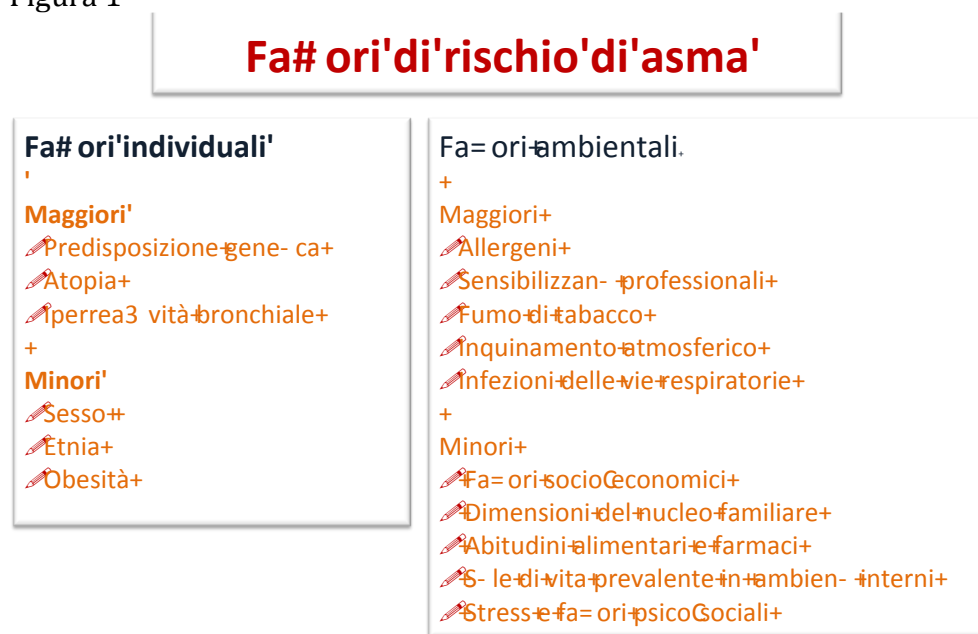 Figura 1
Fa# ori'di'rischio'di'asma'
Fa# ori'individuali'
'
Maggiori'
Predisposizione+gene- ca+
Atopia+
Iperrea3 vità+bronchiale+
+
Minori'
Sesso++
Etnia+
Obesità+
Fa= ori+ambientali+
+
Maggiori+
Allergeni+
Sensibilizzan- +professionali+
Fumo+di+tabacco+
Inquinamento+atmosferico+
Infezioni+delle+vie+respiratorie+
+
Minori+
+Fa= ori+socioCeconomici+
+Dimensioni+del+nucleo+familiare+
+Abitudini+alimentari+e+farmaci+
+S- le+di+vita+prevalente+in+ambien- +interni+
+Stress+e+fa= ori+psicoCsociali+